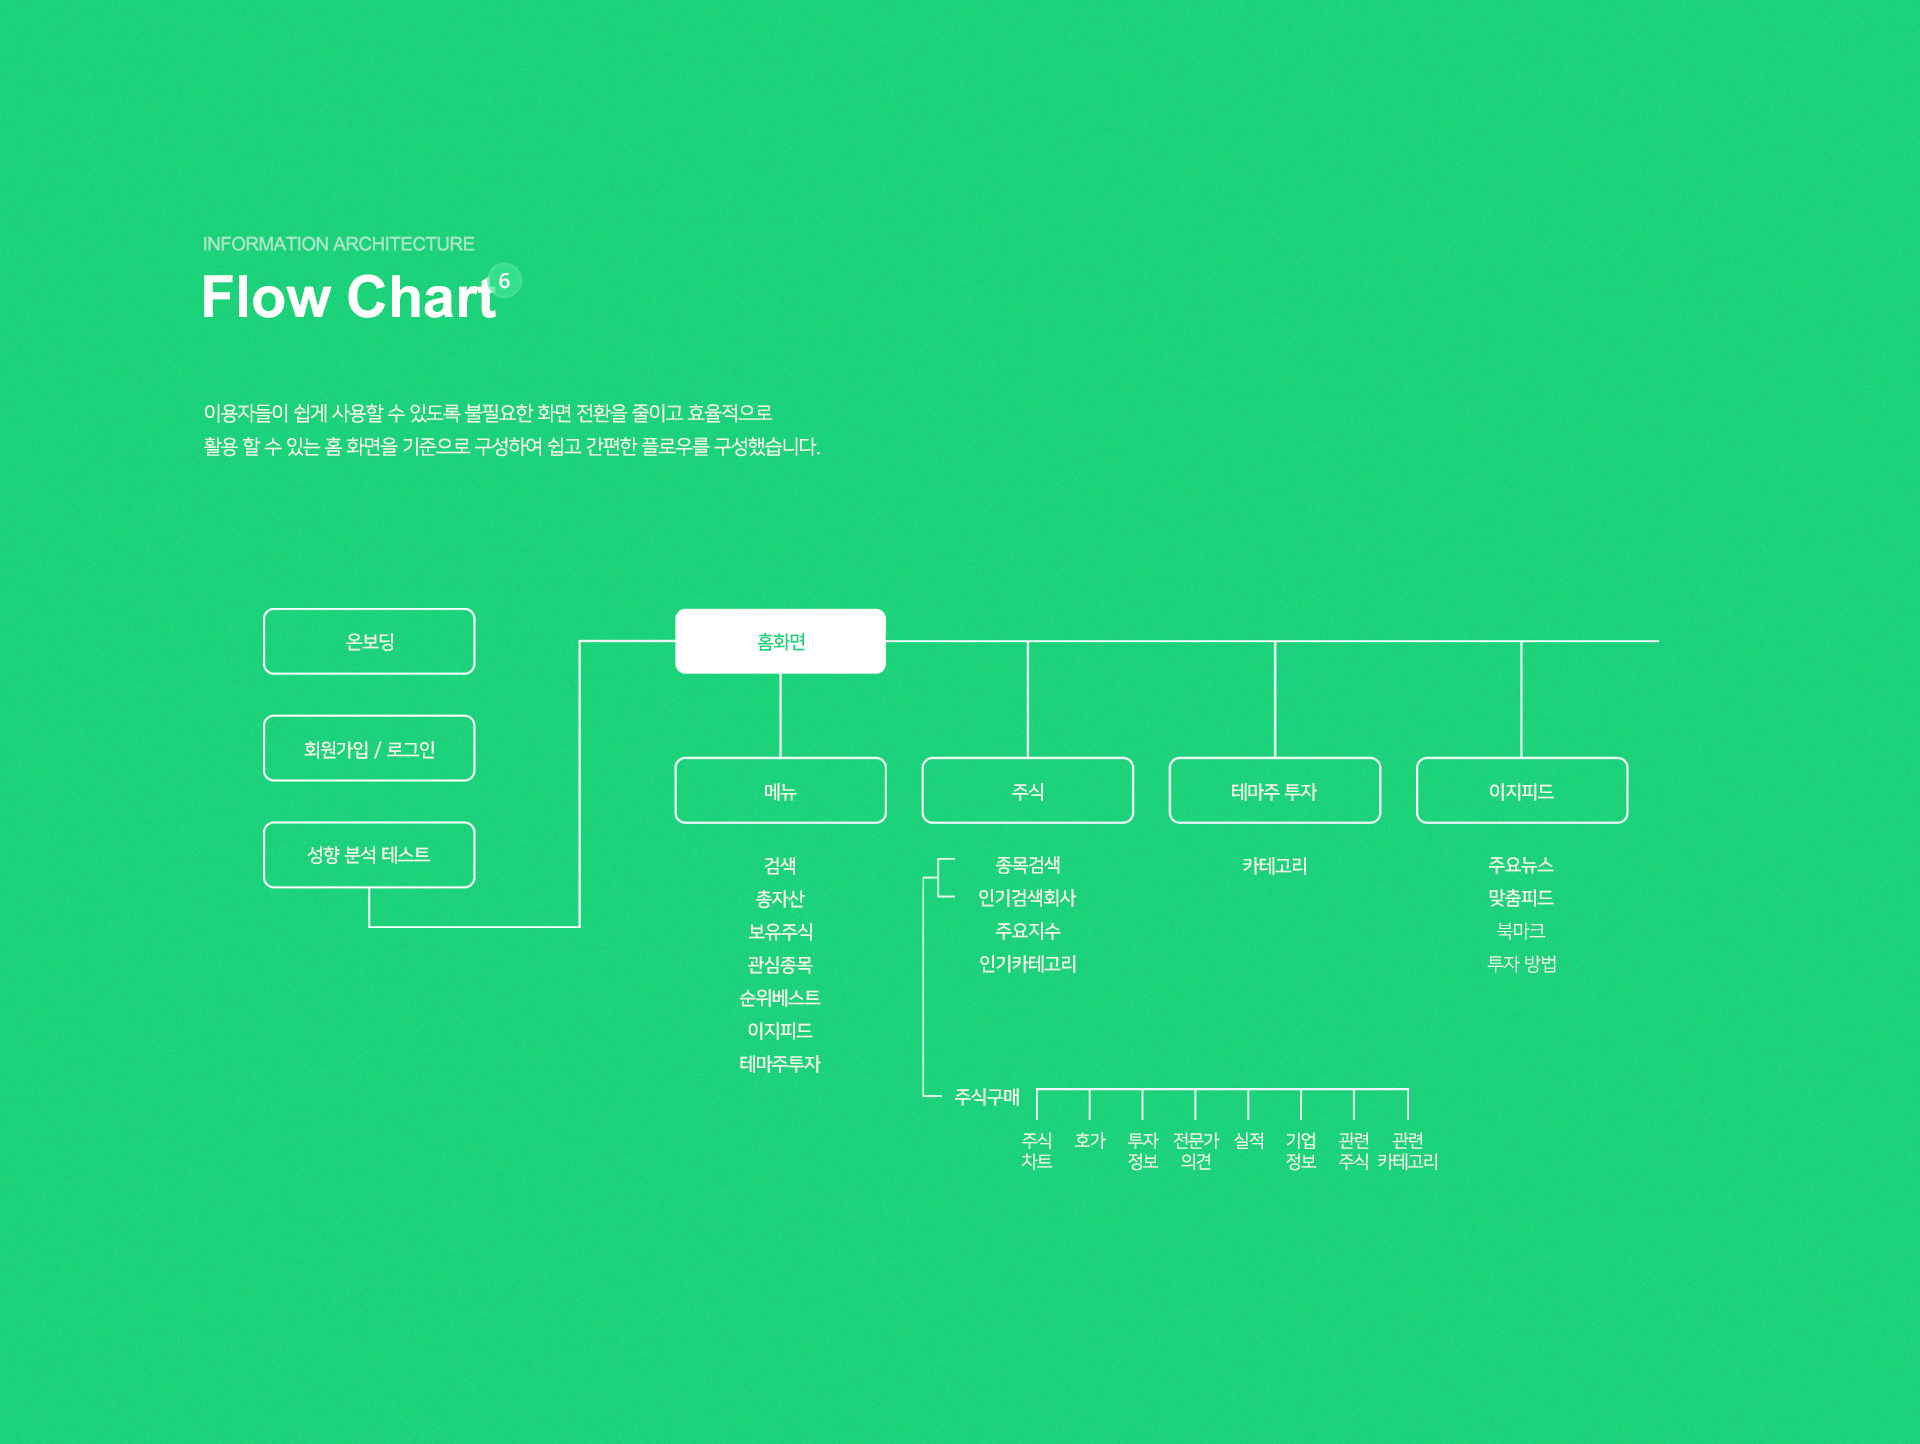 INFORMATION ARCHITECTURE
Flow Chart 6
이용자들이 쉽게 사용할 수 있도록 불필요한 화면 전환을 줄이고 효율적으로
활용 할 수 있는 홈 화면을 기준으로 구성하여 쉽고 간편한 플로우를 구성했습니다.
온보딩
회원가입 / 로그인
성향 분석 테스트
홈화면
메뉴
검색
총자산
보유주식
관심종목
순위베스트
이지피드
테마주투자
주식
종목검색
인기검색회사
주요지수
인기카테고리
주식구매
주식
차트
호가
투자
정보
전문가
의견
실적
기업
정보
관련
주식
관련
카테고리
테마주 투자
카테고리
이지피드
주요뉴스
맞춤피드
북마크
투자 방법